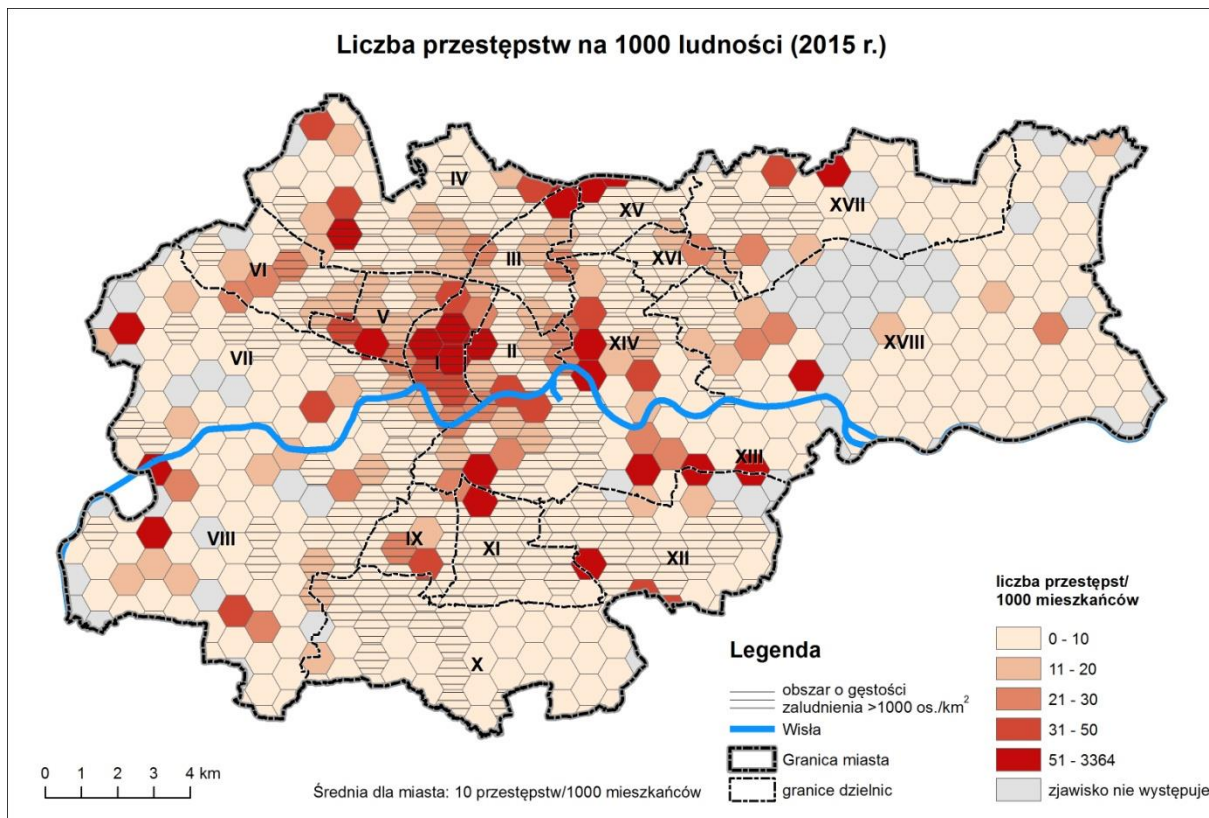 Liczba przestępstw na 1000 ludności (2015 r.)
IV
XV
XVII
III
XVI
VI
V
II
XIV
XVIII
VII
I
XIII
VIII
IX
XI
XII
X
Legenda
obszar o gęstości
zaludnienia >1000 os./km²
Wisła
Granica miasta
granice dzielnic
liczba przestępst/
1000 mieszkańców
0 - 10
11 - 20
21 - 30
31 - 50
51 - 3364
zjawisko nie występuje
0 1 2 3 4 km
Średnia dla miasta: 10 przestępstw/1000 mieszkańców